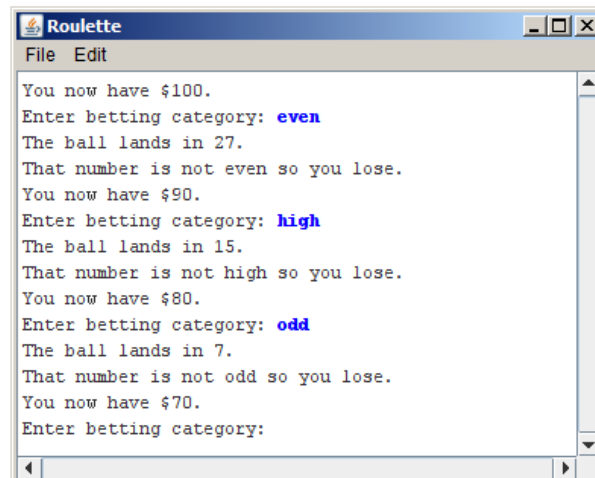 Roulette
File Edit
You now have $100.
Enter betting category: even
The ball lands in 27.
That number is not even so you lose.
You now have $90.
Enter betting category: high
The ball lands in 15.
That number is not high so you lose.
You now have $80.
Enter betting category: odd
The ball lands in 7.
That number is not odd so you lose.
You now have $70.
Enter betting category: